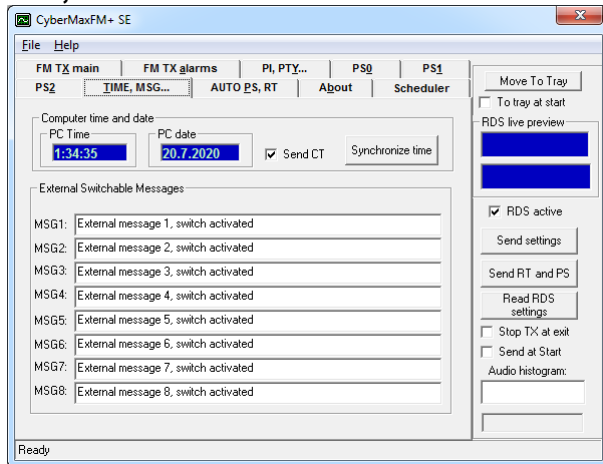 CyberMaxFM+ SE
File Help
FM TX main FM TX alarms PI, PTY... PS0 PS1
PS2 TIME, MSG... AUTO PS, RT About Scheduler
Computer time and date
PC Time PC date
1:34:35 20.7.2020 Send CT Synchronize time
External Switchable Messages
MSG1: External message 1, switch activated
MSG2: External message 2, switch activated
MSG3: External message 3, switch activated
MSG4: External message 4, switch activated
MSG5: External message 5, switch activated
MSG6: External message 6, switch activated
MSG7: External message 7, switch activated
MSG8: External message 8, switch activated
Move To Tray
To tray at start
RDS live preview
RDS active
Send settings
Send RT and PS
Read RDS
settings
Stop TX at exit
Send at Start
Audio histogram:
Ready